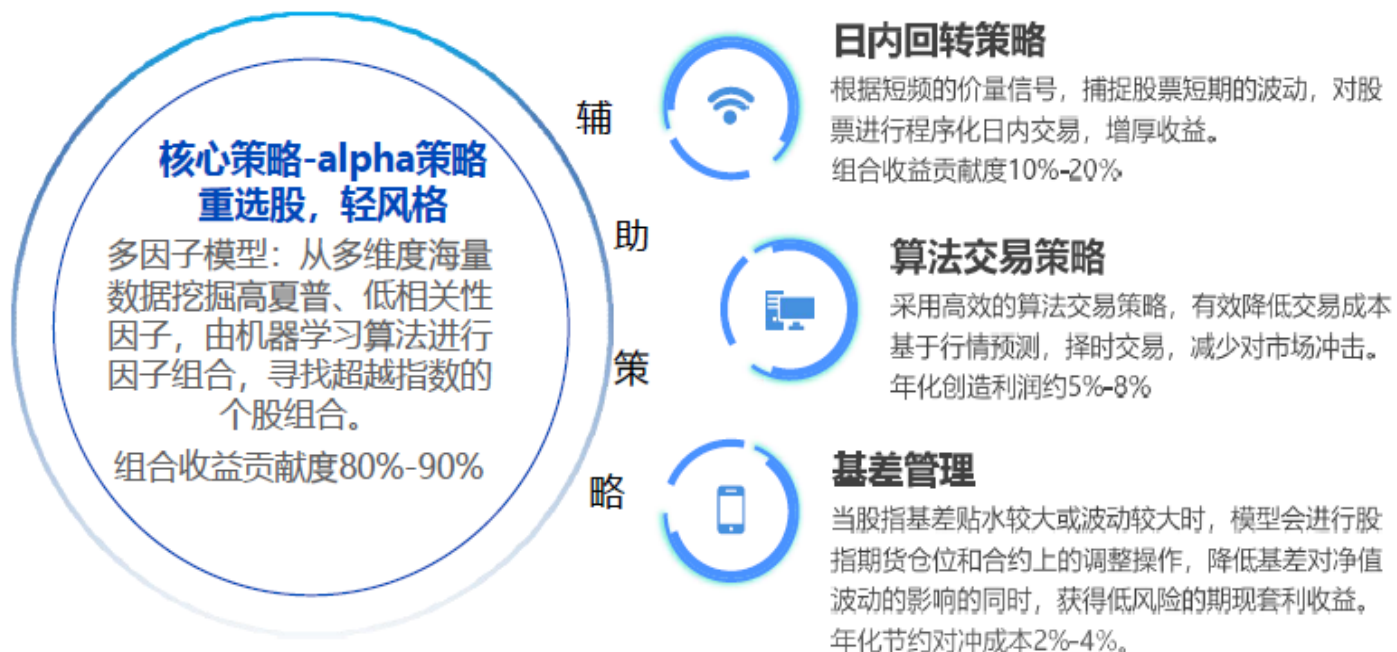 核心策略-alpha策略
重选股，轻风格
多因子模型：从多维度海量
数据挖掘高夏普、低相关性
因子，由机器学习算法进行
因子组合，寻找超越指数的
个股组合。
组合收益贡献度80%-90%
辅
助
策
略
日内回转策略
根据短频的价量信号，捕捉股票短期的波动，对股
票进行程序化日内交易，增厚收益。
组合收益贡献度10%-20%
算法交易策略
采用高效的算法交易策略，有效降低交易成本
基于行情预测，择时交易，减少对市场冲击。
年化创造利润约5%-8%
基差管理
当股指基差贴水较大或波动较大时，模型会进行股
指期货仓位和合约上的调整操作，降低基差对净值
波动的影响的同时，获得低风险的期现套利收益。
年化节约对冲成本2%-4%。